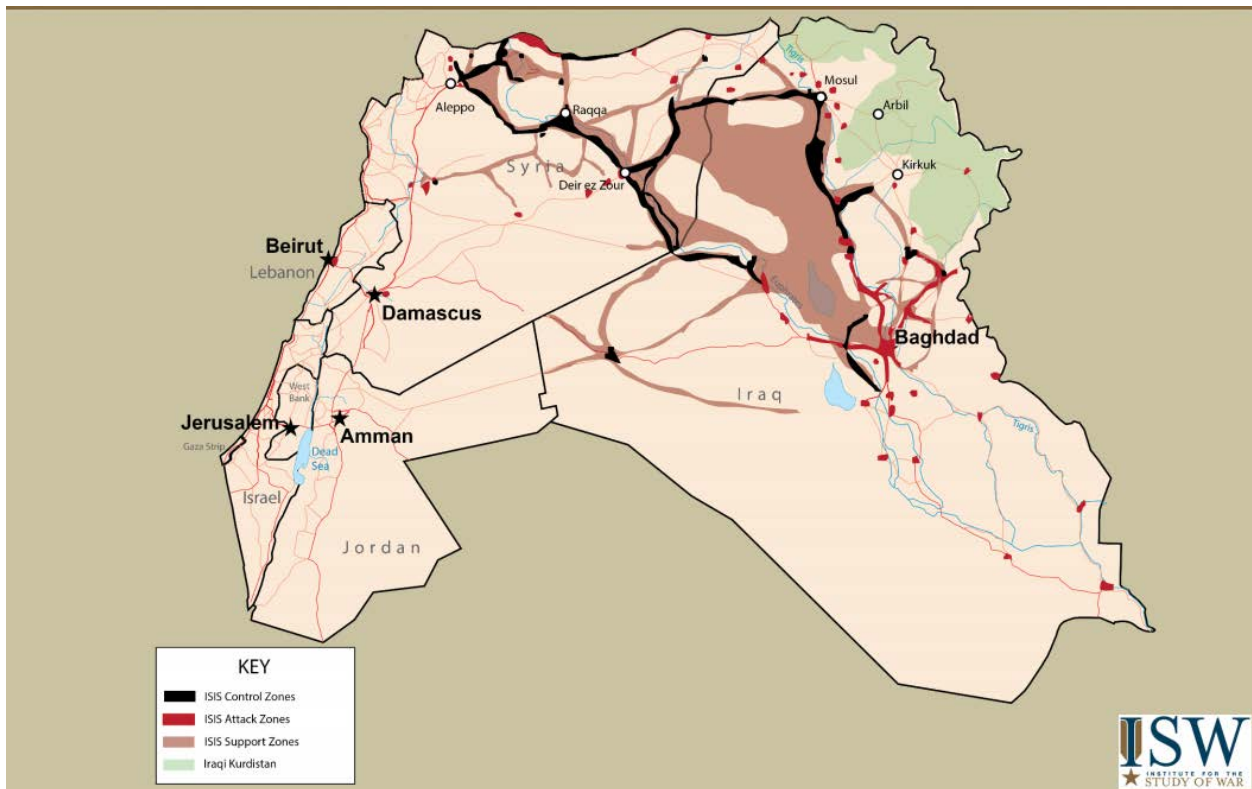 Tigris
Mosul
Aleppo
Raqqa
Arbil
Kirkuk
Syria
Deir ez Zour
Beirut
Lebanon
Euphrates
Damascus
Baghdad
West
Bank
Iraq
Jerusalem
Amman
Gaza Strip
Dead
Sea
Tigris
Israel
Jordan
KEY
ISIS Control Zones
ISIS Attack Zones
ISIS Support Zones
Iraqi Kurdistan
ISW
INSTITUTE FOR THE
STUDY OF WAR